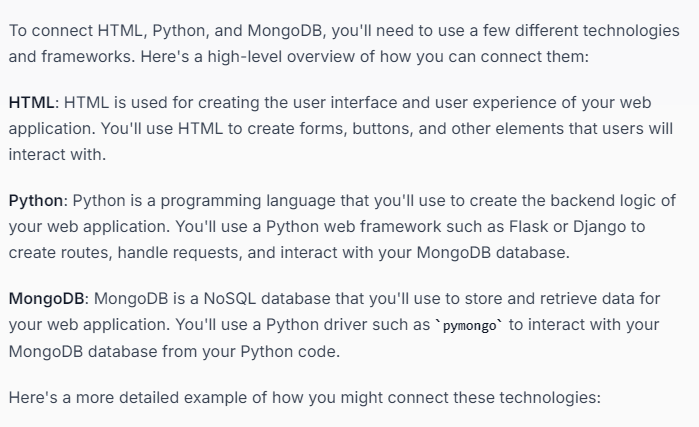 To connect HTML, Python, and MongoDB, you'll need to use a few different technologies
and frameworks. Here's a high-level overview of how you can connect them:
HTML: HTML is used for creating the user interface and user experience of your web
application. You'll use HTML to create forms, buttons, and other elements that users will
interact with.
Python: Python is a programming language that you'll use to create the backend logic of
your web application. You'll use a Python web framework such as Flask or Django to
create routes, handle requests, and interact with your MongoDB database.
MongoDB: MongoDB is a NoSQL database that you'll use to store and retrieve data for
your web application. You'll use a Python driver such as `pymongo` to interact with your
MongoDB database from your Python code.
Here's a more detailed example of how you might connect these technologies: